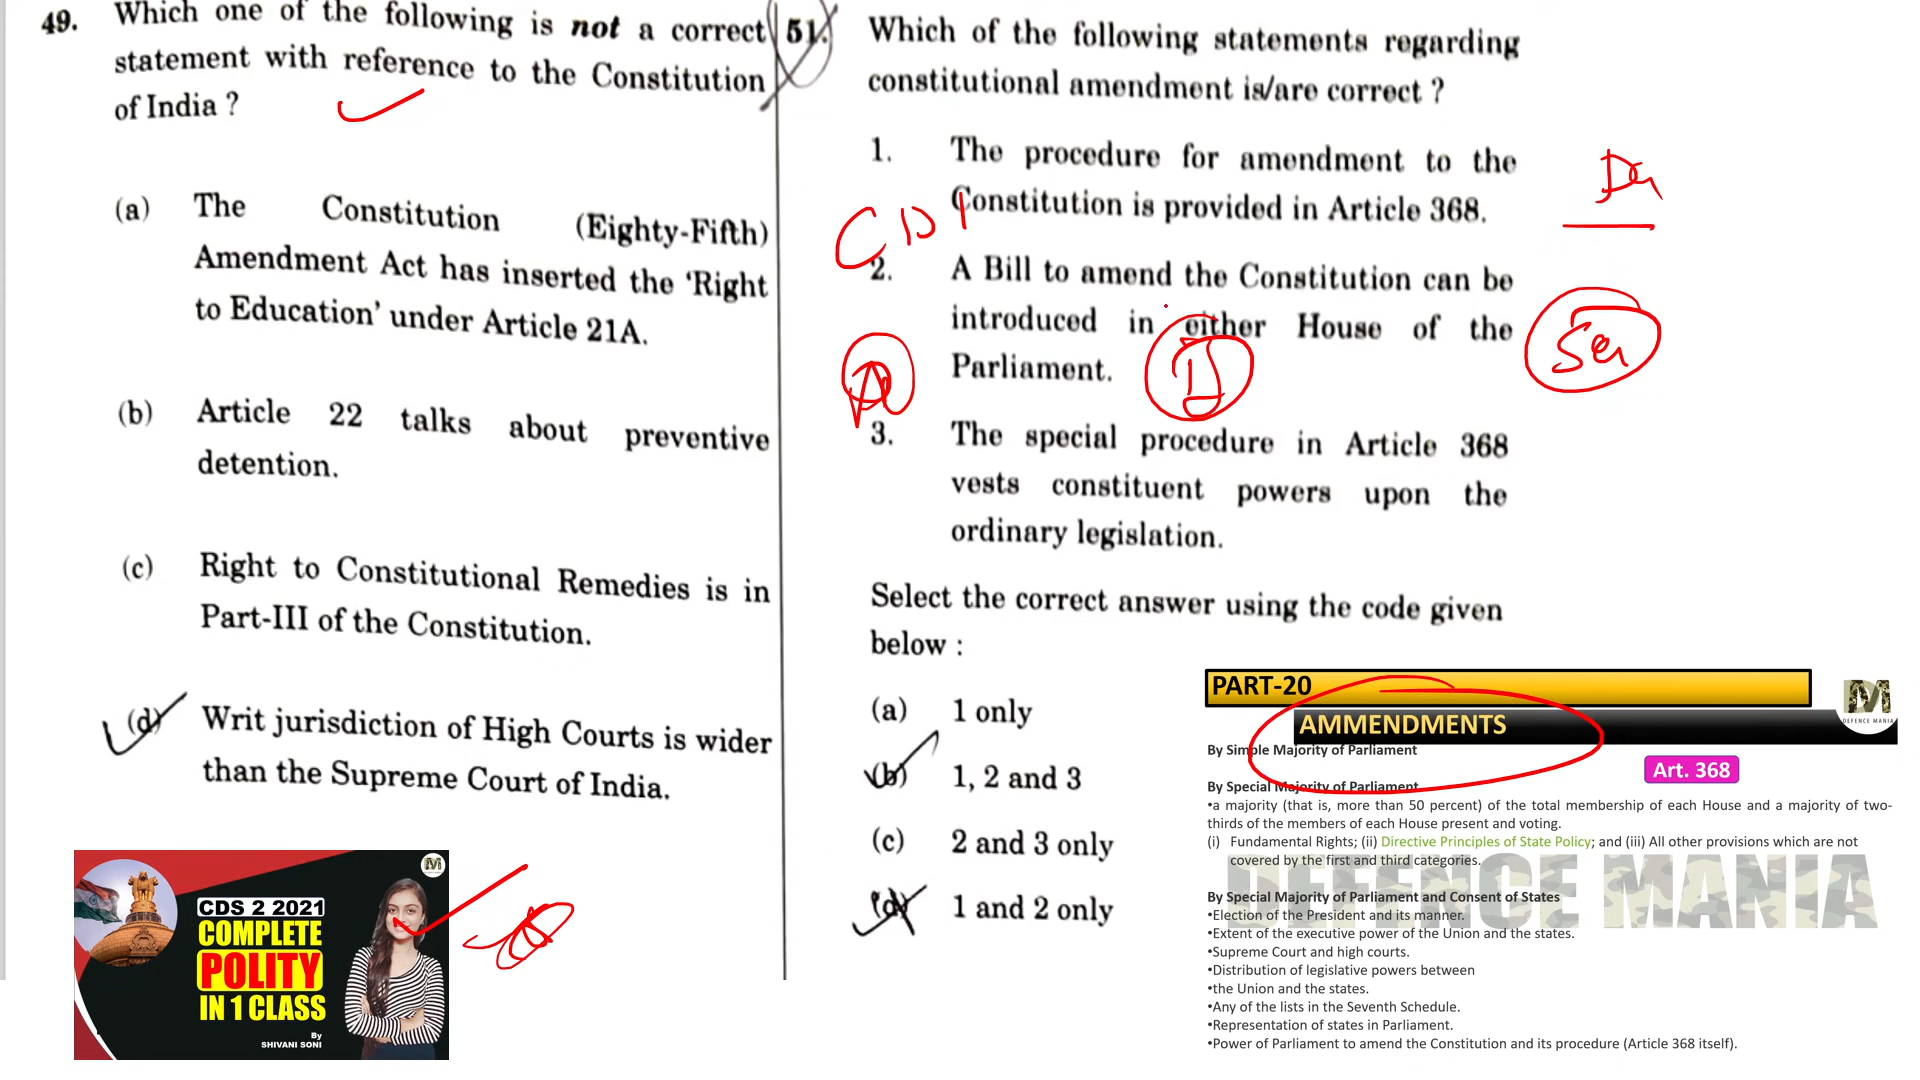 49. Which one of the following is not a correct
statement with reference to the Constitution
of India ?
(a) The Constitution (Eighty-Fifth)
Amendment Act has inserted the ‘Right
to Education’ under Article 21A.
(b) Article 22 talks about preventive
detention.
(c) Right to Constitutional Remedies is in
Part-III of the Constitution.
(d) Writ jurisdiction of High Courts is wider
than the Supreme Court of India.
51. Which of the following statements regarding
constitutional amendment is/are correct ?
1. The procedure for amendment to the
Constitution is provided in Article 368.
2. A Bill to amend the Constitution can be
introduced in either House of the
Parliament.
3. The special procedure in Article 368
vests constituent powers upon the
ordinary legislation.
Select the correct answer using the code given
below :
(a) 1 only
(b) 1, 2 and 3
(c) 2 and 3 only
(d) 1 and 2 only
CDS 2 2021
COMPLETE
POLITY
IN 1 CLASS
By
SHIVANI SONI
PART-20
DEFENCE MANIA
AMMENDMENTS
By Simple Majority of Parliament
Art. 368
By Special Majority of Parliament
•a majority (that is, more than 50 percent) of the total membership of each House and a majority of two-
thirds of the members of each House present and voting.
(i) Fundamental Rights; (ii) Directive Principles of State Policy; and (iii) All other provisions which are not
covered by the first and third categories.
DEFENCE MANIA
By Special Majority of Parliament and Consent of States
•Election of the President and its manner.
•Extent of the executive power of the Union and the states.
•Supreme Court and high courts.
•Distribution of legislative powers between
•the Union and the states.
•Any of the lists in the Seventh Schedule.
•Representation of states in Parliament.
•Power of Parliament to amend the Constitution and its procedure (Article 368 itself).